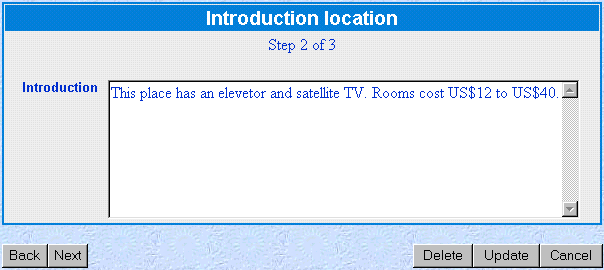 Introduction location
Step 2 of 3
Introduction
This place has an elevetor and satellite TV. Rooms cost US$12 to US$40.
Back Next Delete Update Cancel